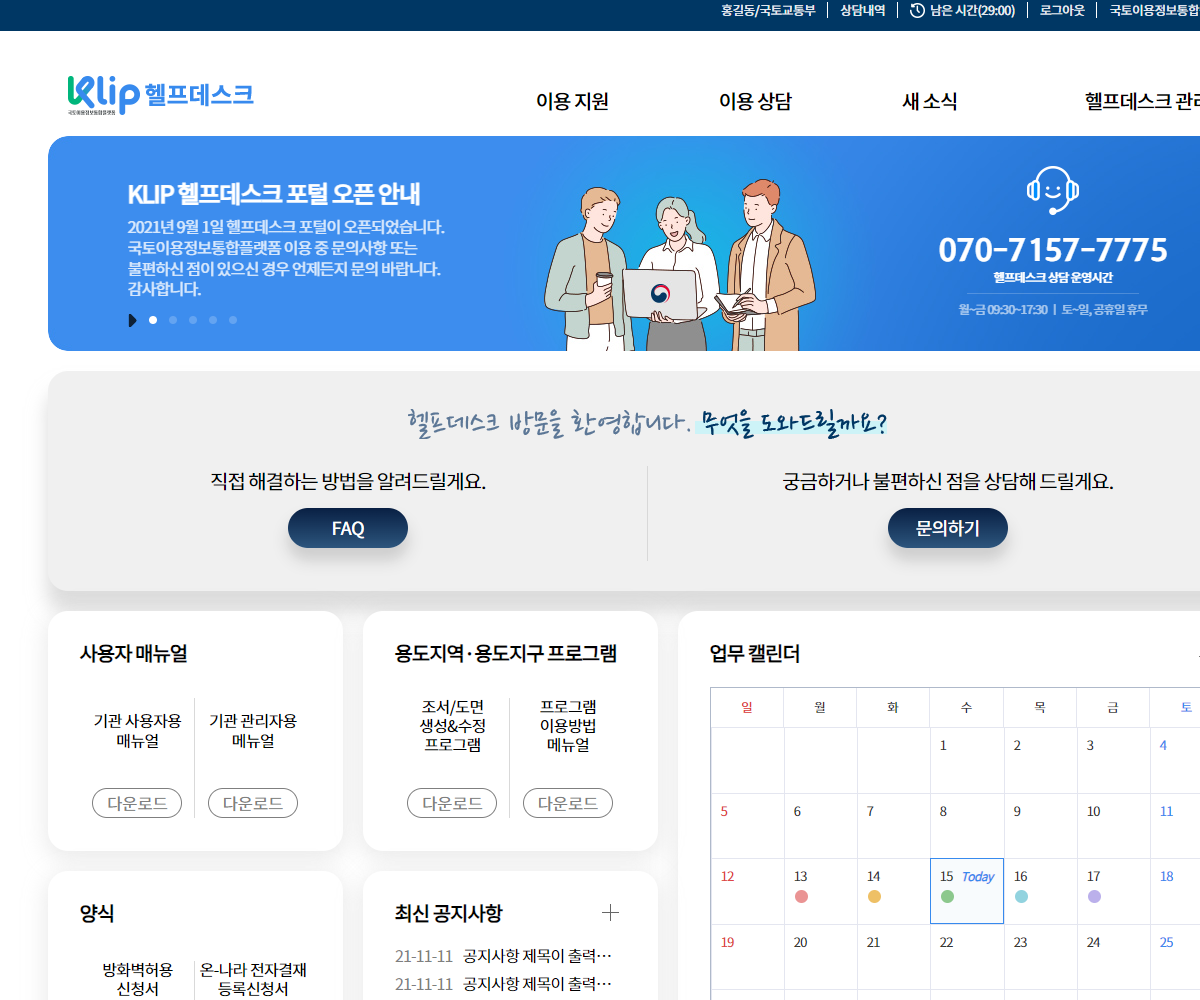 홍길동/국토교통부 상담내역 남은 시간(29:00) 로그아웃 국토이용정보통합
Klip 헬프데스크
국토이용정보통합플랫폼
이용 지원 이용 상담 새 소식 헬프데스크 관리
KLIP 헬프데스크 포털 오픈 안내
2021년 9월 1일 헬프데스크 포털이 오픈되었습니다.
국토이용정보통합플랫폼 이용 중 문의사항 또는
불편하신 점이 있으신 경우 언제든지 문의 바랍니다.
감사합니다.
070-7157-7775
헬프데스크 상담 운영시간
월~금 09:30~17:30 ㅣ 토~일, 공휴일 휴무
헬프데스크 방문을 환영합니다. 무엇을 도와드릴까요?
직접 해결하는 방법을 알려드릴게요.
FAQ
궁금하거나 불편하신 점을 상담해 드릴게요.
문의하기
사용자 매뉴얼
기관 사용자용
매뉴얼
다운로드
기관 관리자용
메뉴얼
다운로드
용도지역·용도지구 프로그램
조서/도면
생성&수정
프로그램
다운로드
프로그램
이용방법
메뉴얼
다운로드
업무 캘린더
일 월 화 수 목 금 토
1 2 3 4
5 6 7 8 9 10 11
12 13 14 15 Today 16 17 18
19 20 21 22 23 24 25
양식
방화벽허용
신청서
온-나라 전자결재
등록신청서
최신 공지사항
21-11-11 공지사항 제목이 출력…
21-11-11 공지사항 제목이 출력…